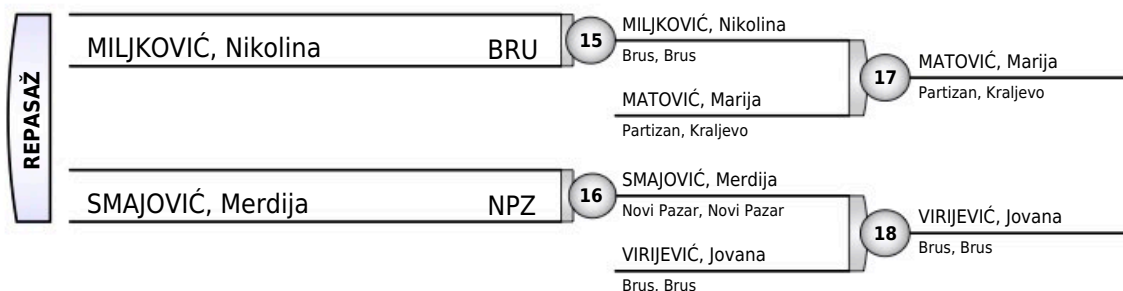 REPASAŽ
MILJKOVIĆ, Nikolina BRU
15
MILJKOVIĆ, Nikolina
Brus, Brus
MATOVIĆ, Marija
Partizan, Kraljevo
17
MATOVIĆ, Marija
Partizan, Kraljevo
SMAJOVIĆ, Merdija NPZ
16
SMAJOVIĆ, Merdija
Novi Pazar, Novi Pazar
VIRIJEVIĆ, Jovana
Brus, Brus
18
VIRIJEVIĆ, Jovana
Brus, Brus